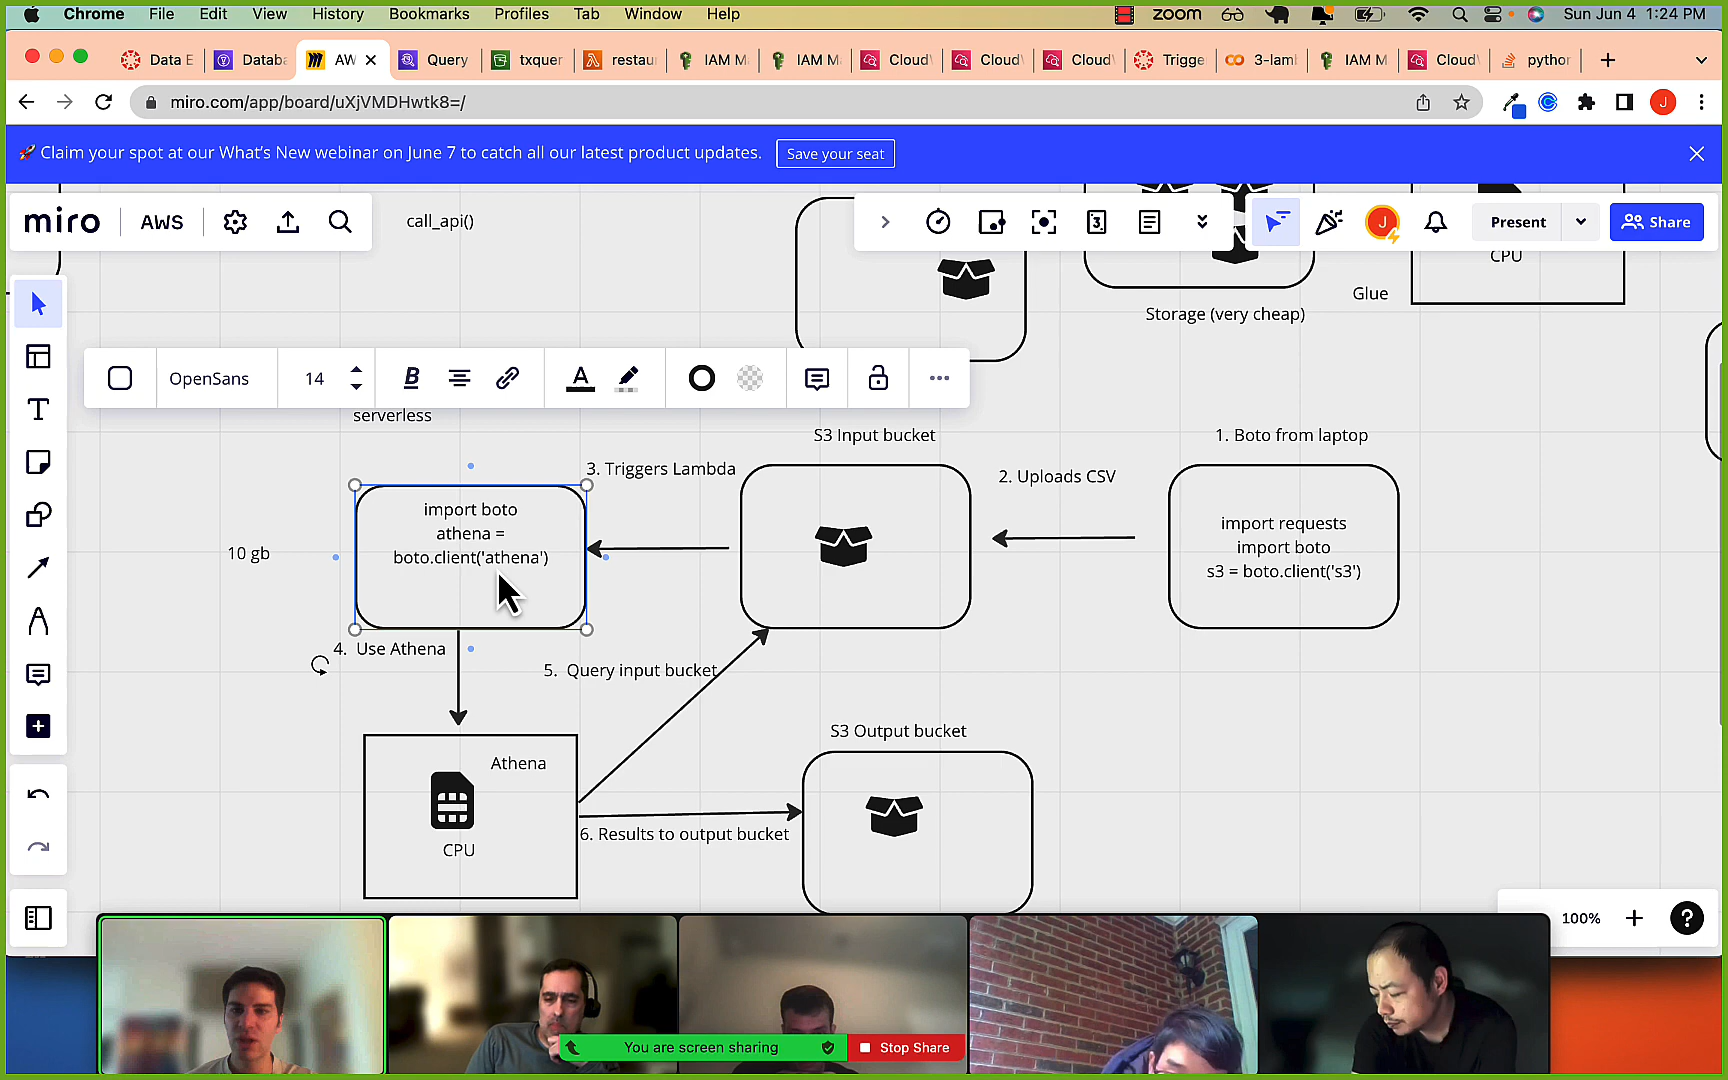 Chrome File Edit View History Bookmarks Profiles Tab Window Help zoom Sun Jun 4 1:24 PM
Data E Databa AW Query txquer restau IAM M IAM M Cloud Cloud Cloud Trigge 3-laml IAM M Cloud python
miro.com/app/board/uXjVMDHwtk8=/ J
Claim your spot at our What's New webinar on June 7 to catch all our latest product updates. Save your seat
miro AWS call_api() 3 J Present Share
CPU
Glue
Storage (very cheap)
OpenSans 14 B A
serverless
S3 Input bucket
1. Boto from laptop
3. Triggers Lambda
2. Uploads CSV
import boto
athena =
boto.client('athena')
import requests
import boto
s3 = boto.client('s3')
10 gb
4. Use Athena
5. Query input bucket
S3 Output bucket
Athena
CPU
6. Results to output bucket
100% ?
You are screen sharing Stop Share